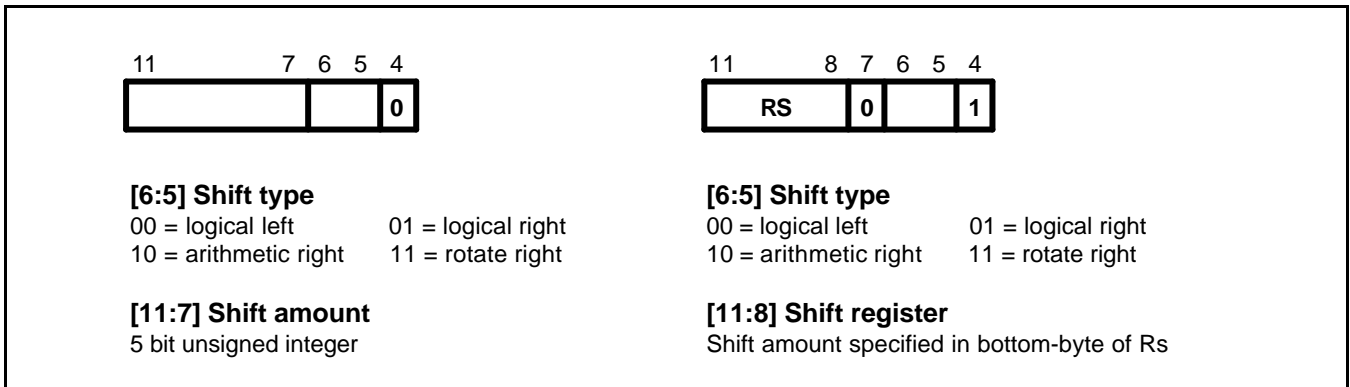 11 7 6 5 4
0
[6:5] Shift type
00 = logical left 01 = logical right
10 = arithmetic right 11 = rotate right
[11:7] Shift amount
5 bit unsigned integer
11 8 7 6 5 4
RS 0 1
[6:5] Shift type
00 = logical left 01 = logical right
10 = arithmetic right 11 = rotate right
[11:8] Shift register
Shift amount specified in bottom-byte of Rs